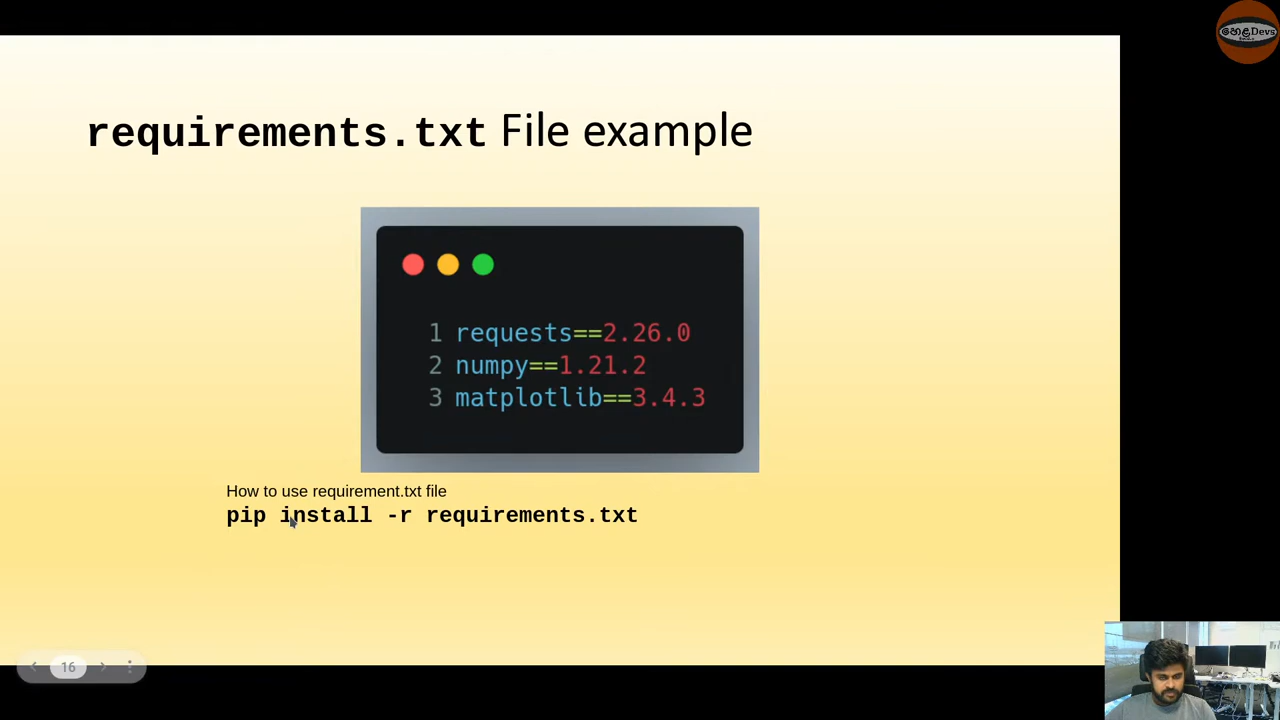 හෙළDevs
requirements.txt File example
1 requests==2.26.0
2 numpy==1.21.2
3 matplotlib==3.4.3
How to use requirement.txt file
pip install -r requirements.txt
16